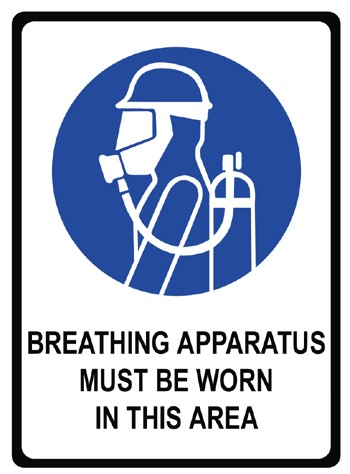 BREATHING APPARATUS
MUST BE WORN
IN THIS AREA